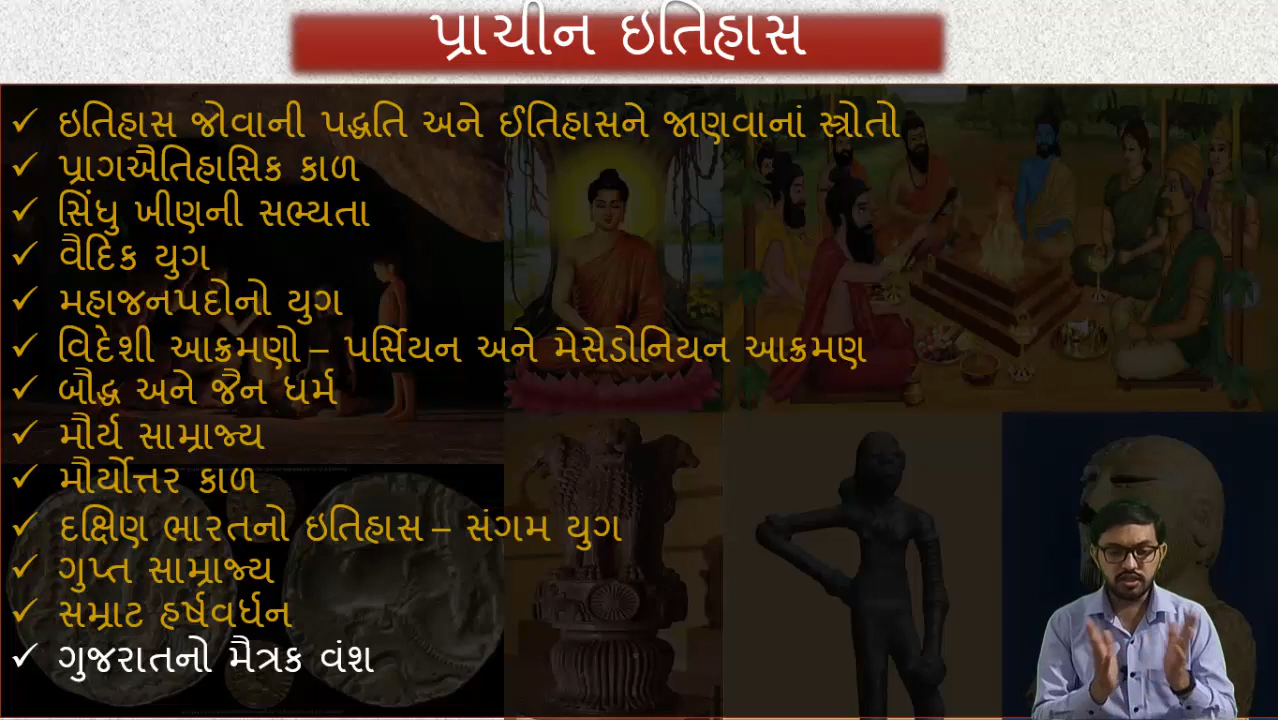 પ્રાચીન ઇતિહાસ
✓ ઇતિહાસ જોવાની પદ્ધતિ અને ઈતિહાસને જાણવાનાં સ્ત્રોતો
✓ પ્રાગઐતિહાસિક કાળ
✓ સિંધુ ખીણની સભ્યતા
✓ વૈદિક યુગ
✓ મહાજનપદોનો યુગ
✓ વિદેશી આક્રમણો – પર્સિયન અને મેસેડોનિયન આક્રમણ
✓ બૌદ્ધ અને જૈન ધર્મ
✓ મૌર્ય સામ્રાજ્ય
✓ મૌર્યોત્તર કાળ
✓ દક્ષિણ ભારતનો ઇતિહાસ – સંગમ યુગ
✓ ગુપ્ત સામ્રાજ્ય
✓ સમ્રાટ હર્ષવર્ધન
✓ ગુજરાતનો મૈત્રક વંશ